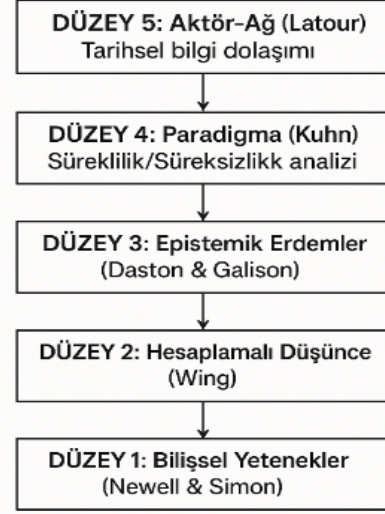 DÜZEY 5: Aktör-Ağ (Latour)
Tarihsel bilgi dolaşımı
DÜZEY 4: Paradigma (Kuhn)
Süreklilik/Süreksizlikk analizi
DÜZEY 3: Epistemik Erdemler
(Daston & Galison)
DÜZEY 2: Hesaplamalı Düşünce
(Wing)
DÜZEY 1: Bilişsel Yetenekler
(Newell & Simon)